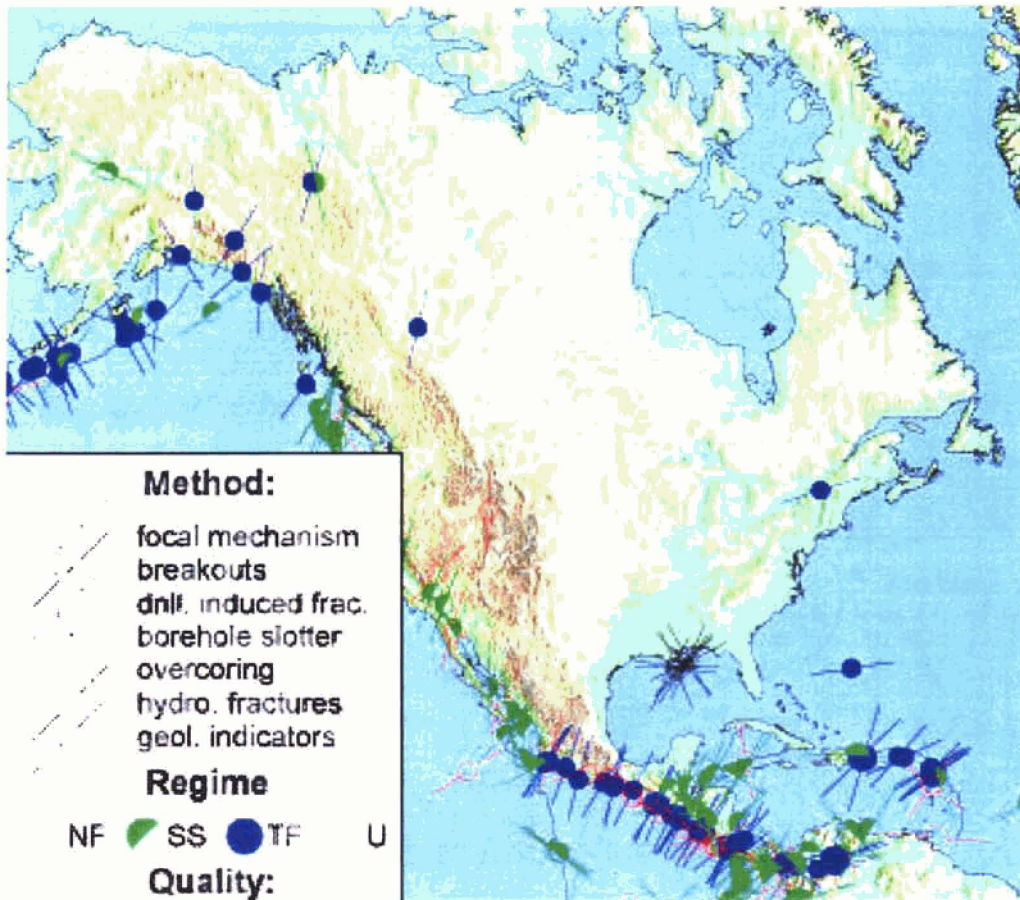 Method:
focal mechanism
breakouts
drill. induced frac.
borehole slotter
overcoring
hydro. fractures
geol. indicators
Regime
NF SS TF U
Quality: